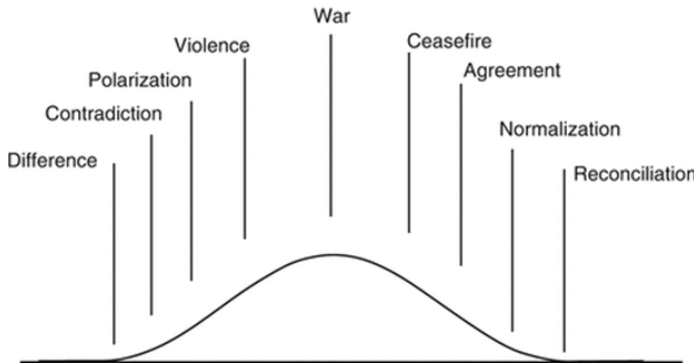 War
Violence
Ceasefire
Polarization
Agreement
Contradiction
Normalization
Difference
Reconciliation